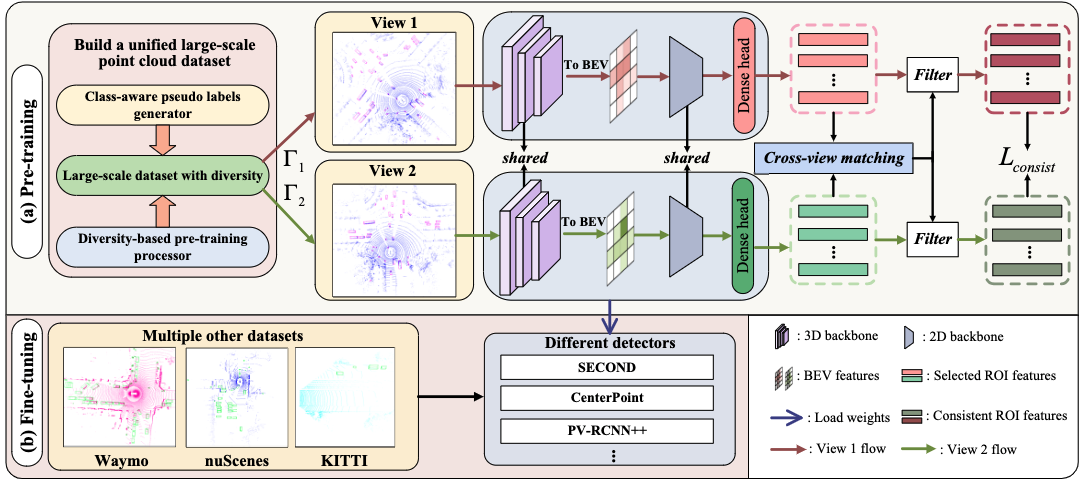 (a) Pre-training
Build a unified large-scale
point cloud dataset
Class-aware pseudo labels
generator
Large-scale dataset with diversity
Diversity-based pre-training
processor
Γ1
Γ2
View 1
View 2
To BEV
Dense head
shared
shared
To BEV
Dense head
Cross-view matching
Filter
Filter
Lconsist
(b) Fine-tuning
Multiple other datasets
Waymo
nuScenes
KITTI
Different detectors
SECOND
CenterPoint
PV-RCNN++
: 3D backbone
: 2D backbone
: BEV features
: Selected ROI features
: Load weights
: Consistent ROI features
: View 1 flow
: View 2 flow